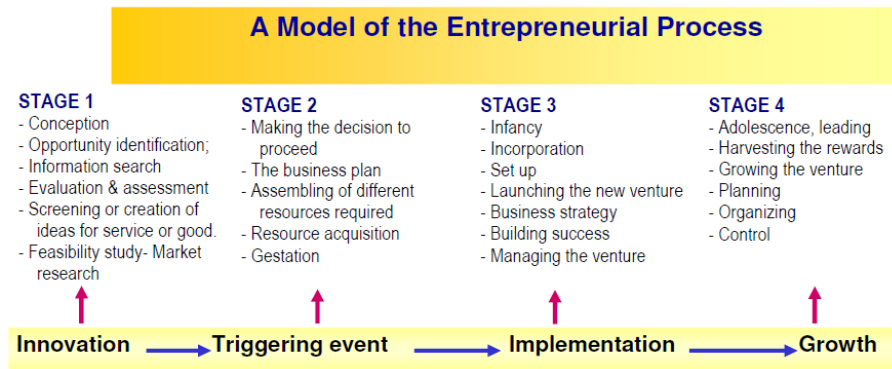 A Model of the Entrepreneurial Process
STAGE 1
- Conception
- Opportunity identification;
- Information search
- Evaluation & assessment
- Screening or creation of
ideas for service or good.
- Feasibility study- Market
research
STAGE 2
- Making the decision to
proceed
- The business plan
- Assembling of different
resources required
- Resource acquisition
- Gestation
STAGE 3
- Infancy
- Incorporation
- Set up
- Launching the new venture
- Business strategy
- Building success
- Managing the venture
STAGE 4
- Adolescence, leading
- Harvesting the rewards
- Growing the venture
- Planning
- Organizing
- Control
Innovation
Triggering event
Implementation
Growth